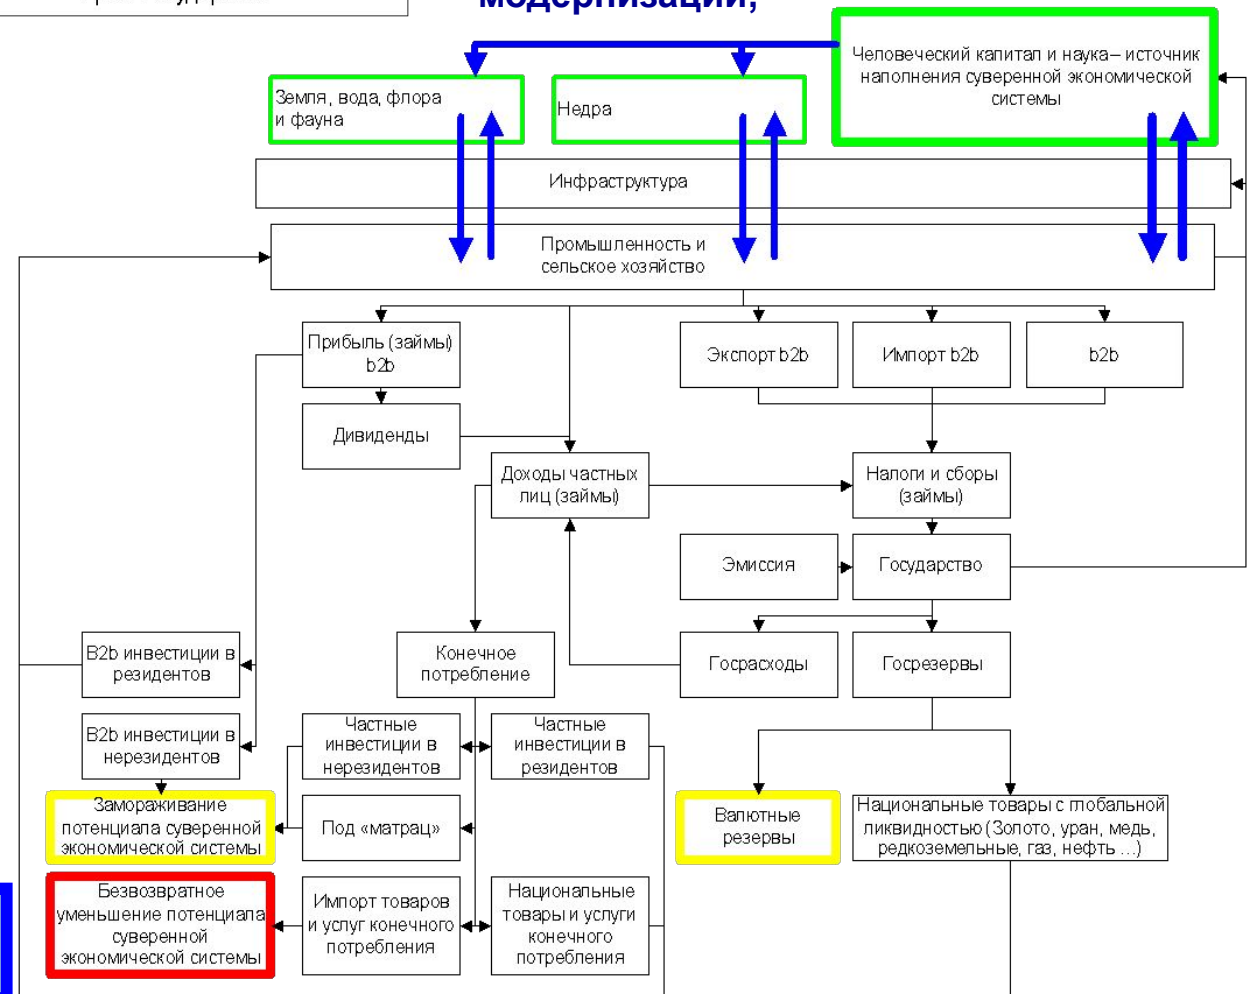 модернизации,
Человеческий капитал и наука – источник
наполнения суверенной экономической
системы
Земля, вода, флора
и фауна
Недра
Инфраструктура
Промышленность и
сельское хозяйство
Прибыль (займы)
b2b
Экспорт b2b
Импорт b2b
b2b
Дивиденды
Доходы частных
лиц (займы)
Налоги и сборы
(займы)
Эмиссия
Государство
B2b инвестиции в
резидентов
Конечное
потребление
Госрасходы
Госрезервы
B2b инвестиции в
нерезидентов
Частные
инвестиции в
нерезидентов
Частные
инвестиции в
резидентов
Замораживание
потенциала суверенной
экономической системы
Под «матрац»
Валютные
резервы
Национальные товары с глобальной
ликвидностью (Золото, уран, медь,
редкоземельные, газ, нефть ...)
Безвозвратное
уменьшение потенциала
суверенной
экономической системы
Импорт товаров
и услуг конечного
потребления
Национальные
товары и услуги
конечного
потребления